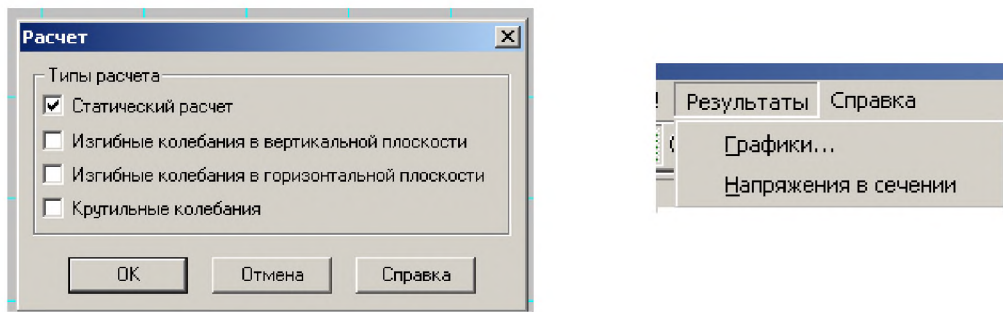 Расчет
Типы расчета
Статический расчет
Изгибные колебания в вертикальной плоскости
Изгибные колебания в горизонтальной плоскости
Крутильные колебания
OK Отмена Справка
! Результаты Справка
Графики...
Напряжения в сечении